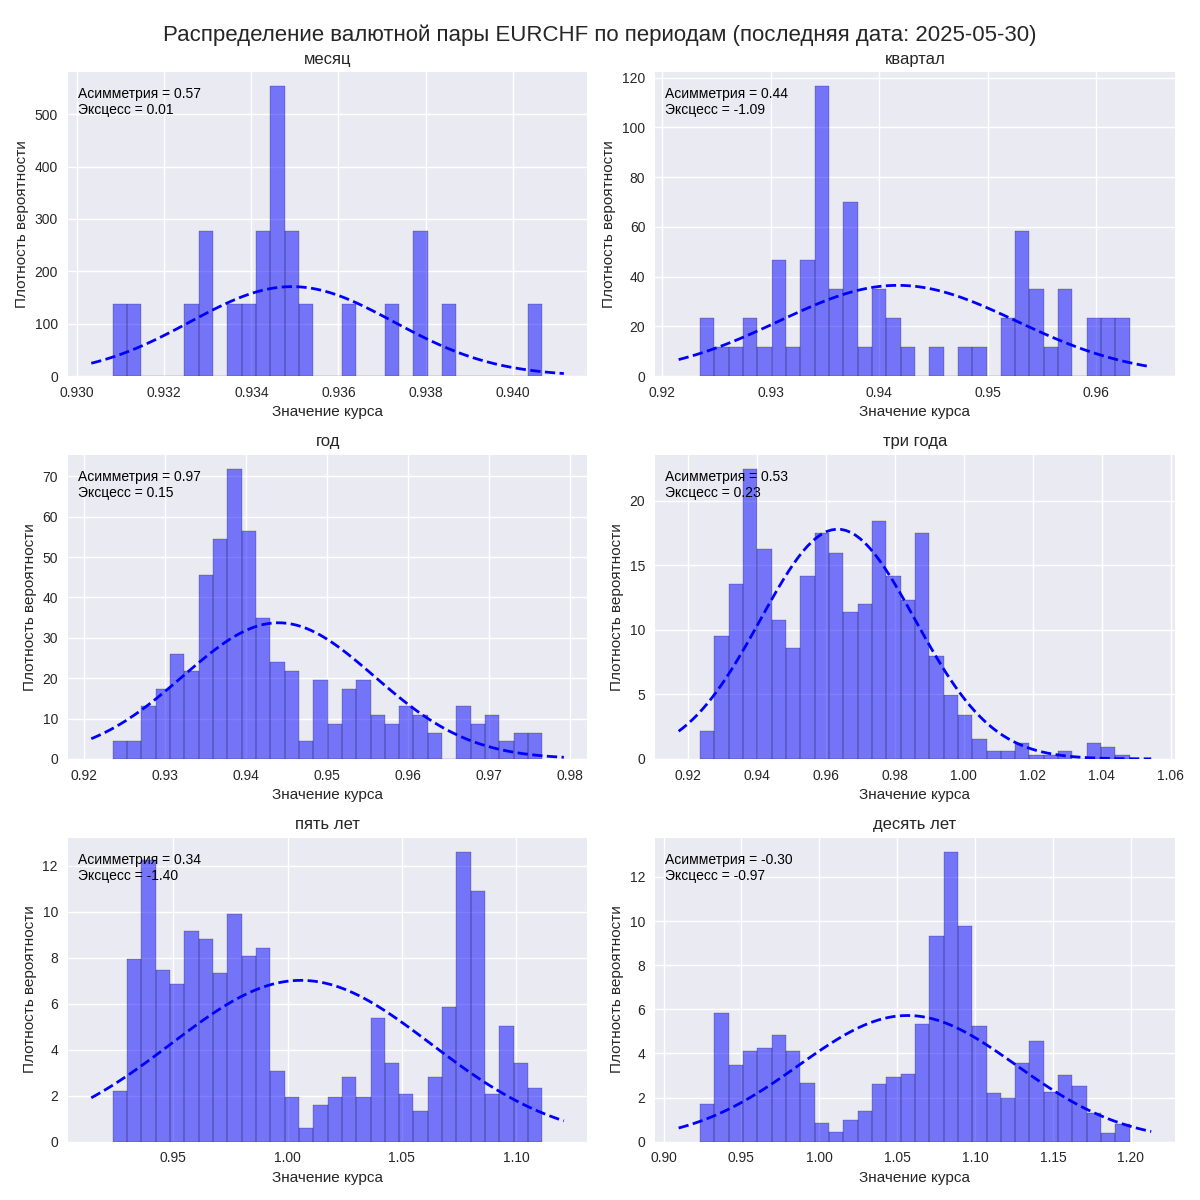 Распределение валютной пары EURCHF по периодам (последняя дата: 2025-05-30)
месяц
Асимметрия = 0.57
Эксцесс = 0.01
Плотность вероятности
500
400
300
200
100
0
0.930 0.932 0.934 0.936 0.938 0.940
Значение курса
квартал
Асимметрия = 0.44
Эксцесс = -1.09
Плотность вероятности
120
100
80
60
40
20
0
0.92 0.93 0.94 0.95 0.96
Значение курса
год
Асимметрия = 0.97
Эксцесс = 0.15
Плотность вероятности
70
60
50
40
30
20
10
0
0.92 0.93 0.94 0.95 0.96 0.97 0.98
Значение курса
три года
Асимметрия = 0.53
Эксцесс = 0.23
Плотность вероятности
20
15
10
5
0
0.92 0.94 0.96 0.98 1.00 1.02 1.04 1.06
Значение курса
пять лет
Асимметрия = 0.34
Эксцесс = -1.40
Плотность вероятности
12
10
8
6
4
2
0
0.95 1.00 1.05 1.10
Значение курса
десять лет
Асимметрия = -0.30
Эксцесс = -0.97
Плотность вероятности
12
10
8
6
4
2
0
0.90 0.95 1.00 1.05 1.10 1.15 1.20
Значение курса